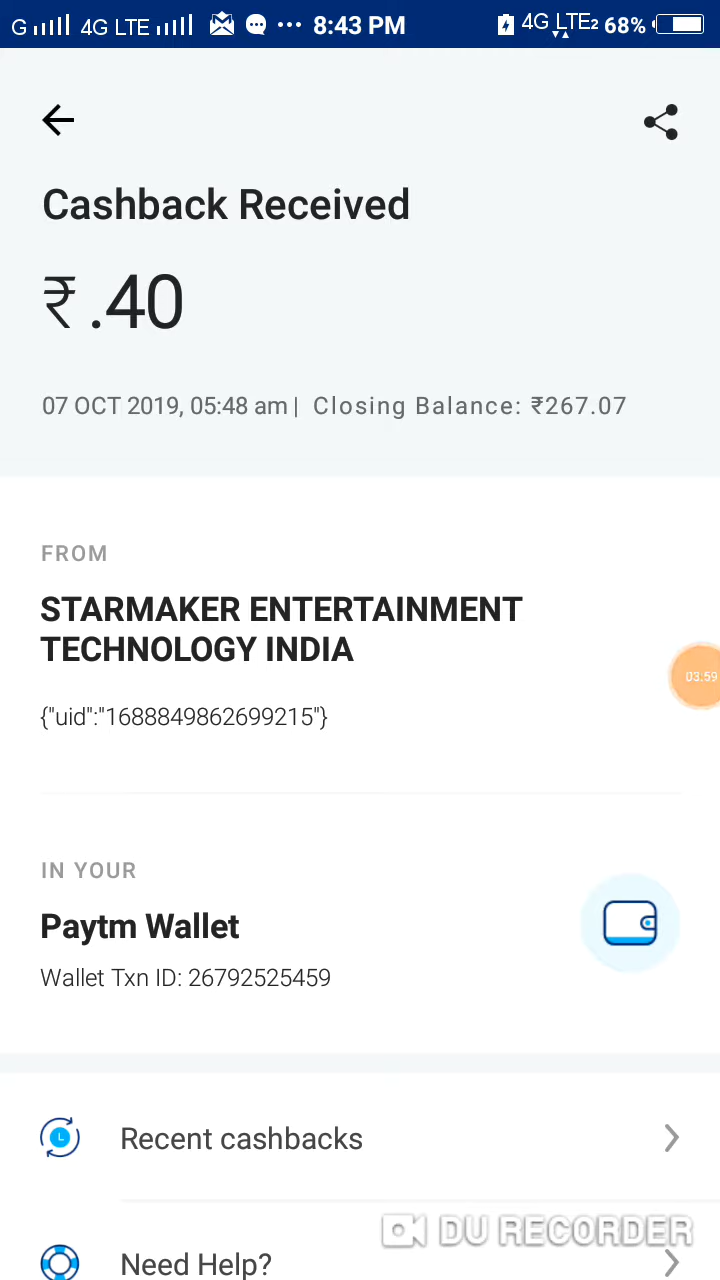 G 4G LTE ... 8:43 PM 4G LTE2 68%
Cashback Received
₹ .40
07 OCT 2019, 05:48 am | Closing Balance: ₹267.07
FROM
STARMAKER ENTERTAINMENT
TECHNOLOGY INDIA
03:59
{"uid":"1688849862699215"}
IN YOUR
Paytm Wallet
Wallet Txn ID: 26792525459
Recent cashbacks
DU RECORDER
Need Help?